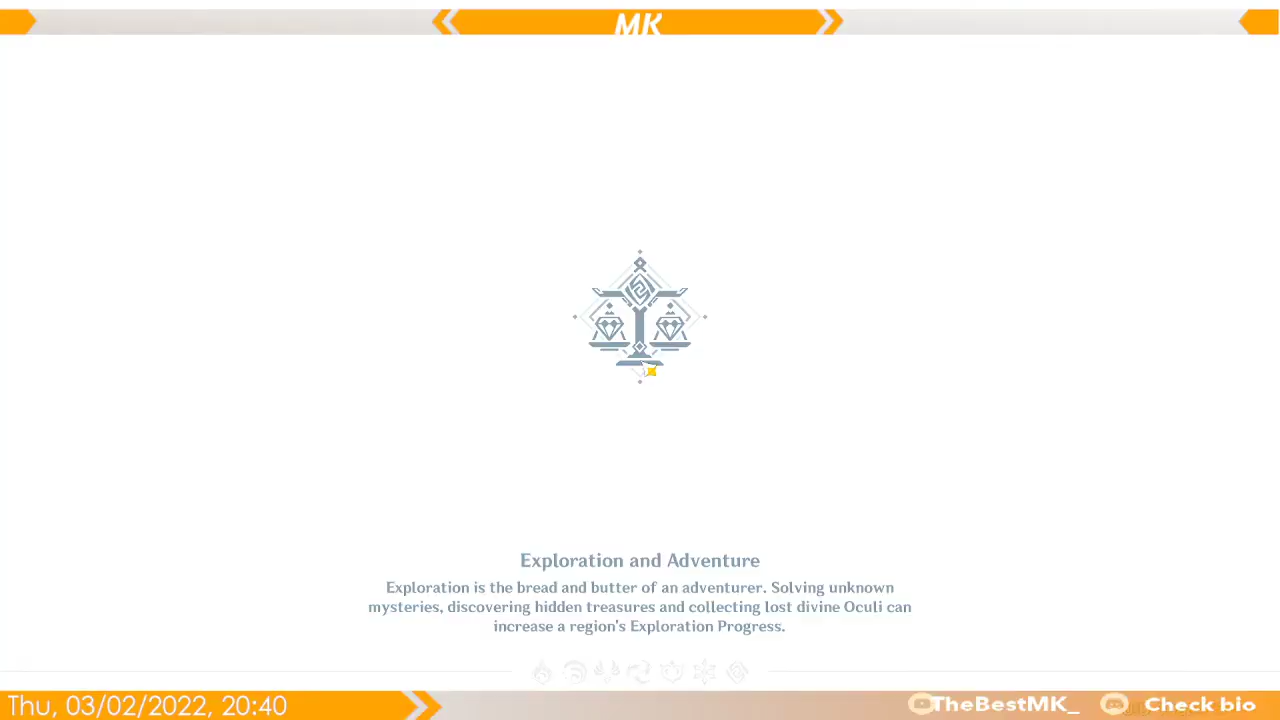 MK
Exploration and Adventure
Exploration is the bread and butter of an adventurer. Solving unknown
mysteries, discovering hidden treasures and collecting lost divine Oculi can
increase a region's Exploration Progress.
Thu, 03/02/2022, 20:40
TheBestMK_
Check bio